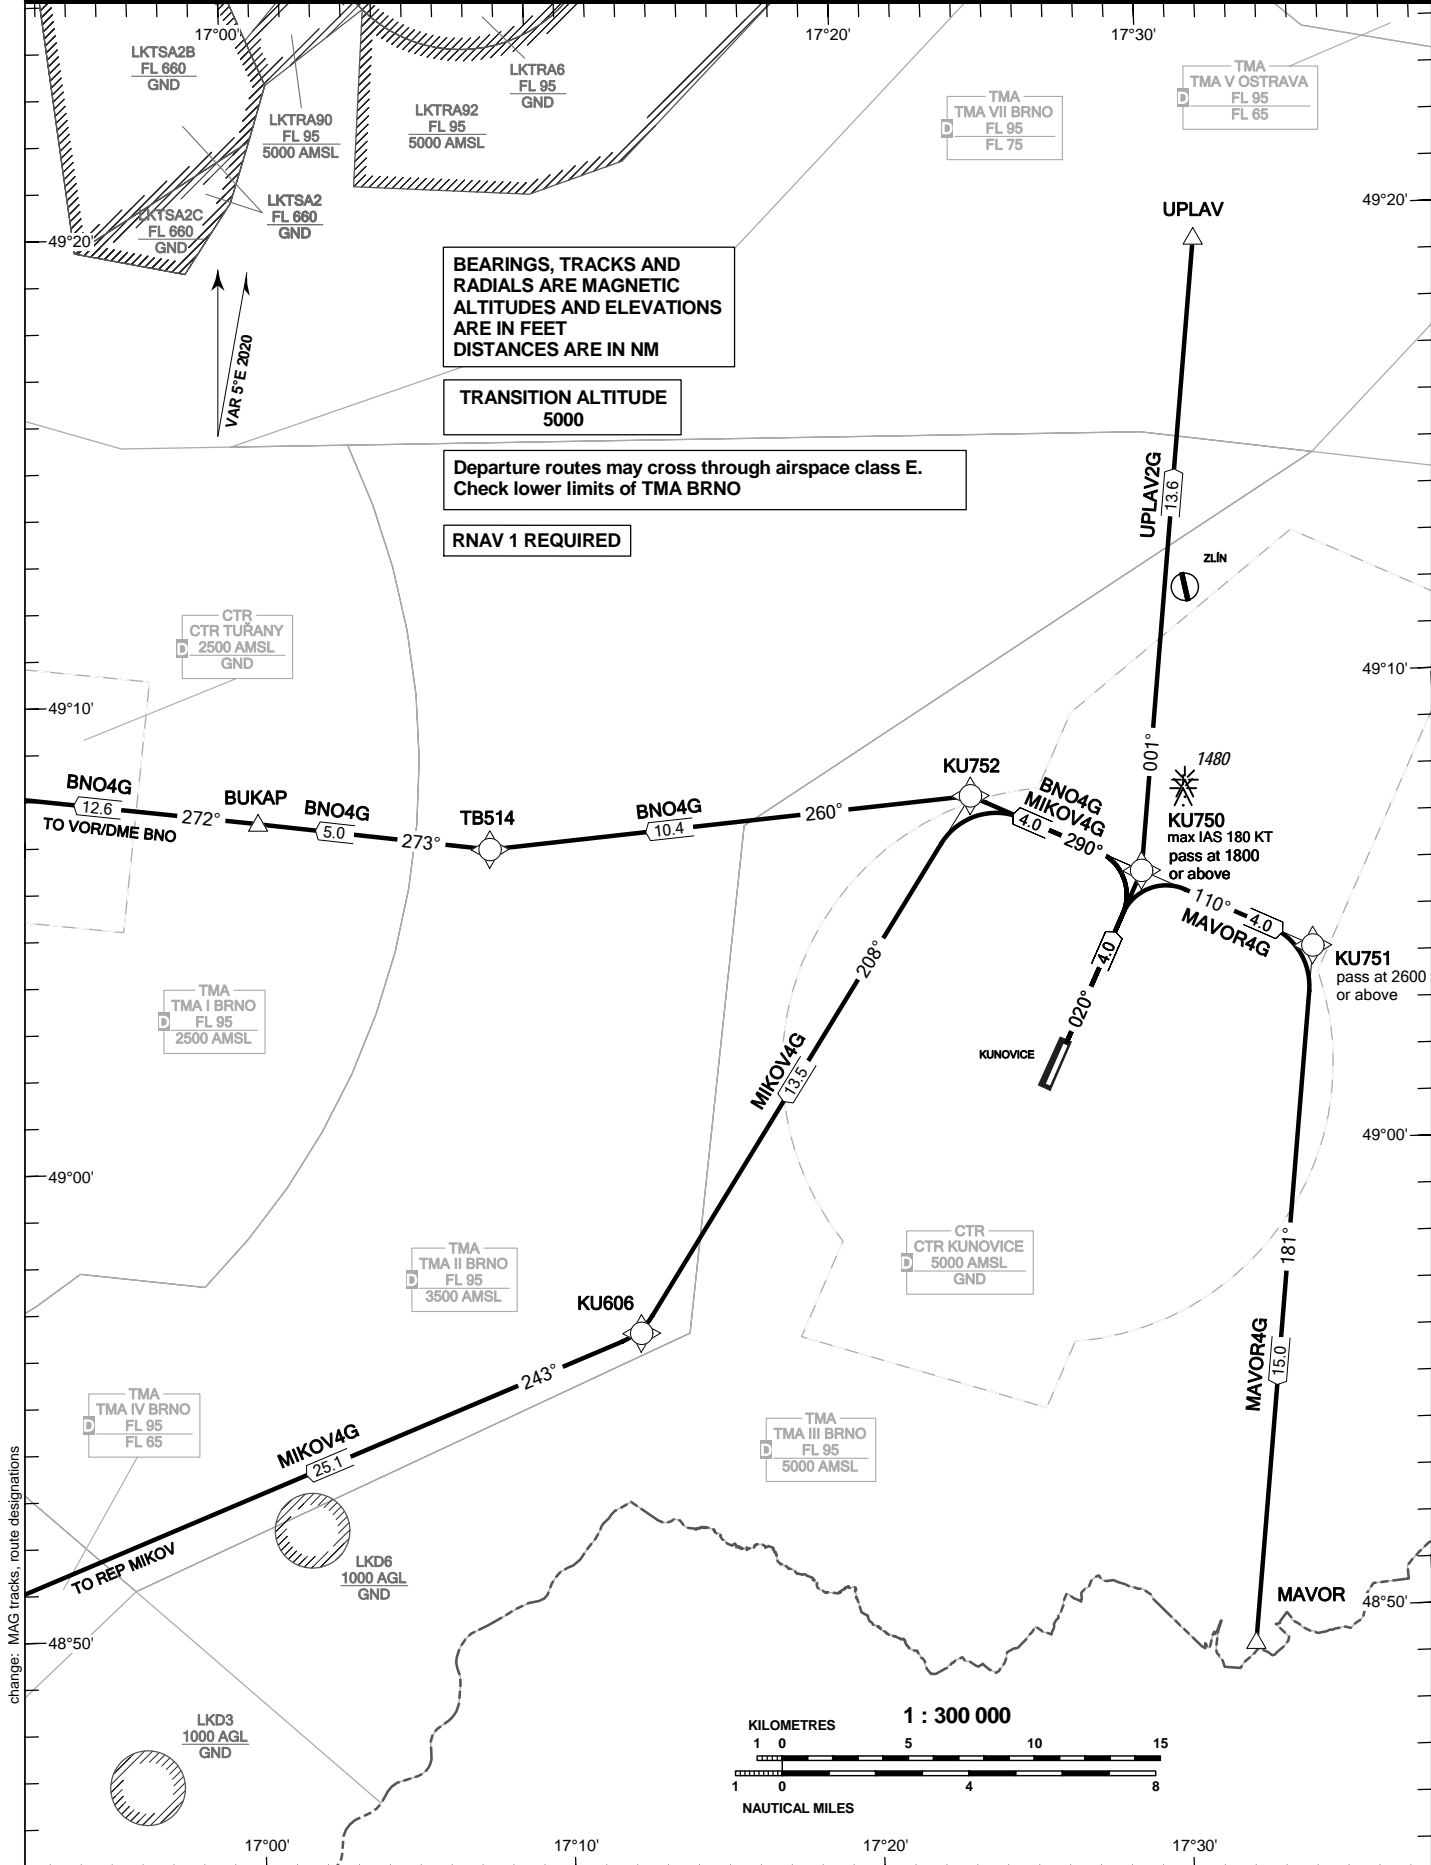 17°00'
17°20'
17°30'
LKTSA2B
FL 660
GND
LKTRA90
FL 95
5000 AMSL
LKTRA6
FL 95
GND
LKTRA92
FL 95
5000 AMSL
LKTSA2
FL 660
GND
LKTSA2C
FL 660
GND
TMA
TMA VII BRNO
D
FL 95
FL 75
TMA
TMA V OSTRAVA
D
FL 95
FL 65
49°20'
49°20'
UPLAV
VAR 5°E 2020
BEARINGS, TRACKS AND
RADIALS ARE MAGNETIC
ALTITUDES AND ELEVATIONS
ARE IN FEET
DISTANCES ARE IN NM
TRANSITION ALTITUDE
5000
Departure routes may cross through airspace class E.
Check lower limits of TMA BRNO
RNAV 1 REQUIRED
UPLAV2G
13.6
ZLÍN
CTR
CTR TUŘANY
D
2500 AMSL
GND
49°10'
49°10'
001°
1480
KU750
max IAS 180 KT
pass at 1800
or above
BNO4G
12.6
TO VOR/DME BNO
272°
BUKAP
BNO4G
5.0
273°
TB514
BNO4G
10.4
260°
KU752
BNO4G
MIKOV4G
4.0
290°
110°
4.0
MAVOR4G
KU751
pass at 2600
or above
4.0
020°
KUNOVICE
208°
MIKOV4G
13.5
TMA
TMA I BRNO
D
FL 95
2500 AMSL
49°00'
49°00'
TMA
TMA II BRNO
D
FL 95
3500 AMSL
CTR
CTR KUNOVICE
D
5000 AMSL
GND
181°
MAVOR4G
15.0
KU606
243°
MIKOV4G
25.1
TO REP MIKOV
TMA
TMA IV BRNO
D
FL 95
FL 65
TMA
TMA III BRNO
D
FL 95
5000 AMSL
LKD6
1000 AGL
GND
MAVOR
48°50'
48°50'
change: MAG tracks, route designations
LKD3
1000 AGL
GND
1 : 300 000
KILOMETRES
1 0 5 10 15
1 0 4 8
NAUTICAL MILES
17°00'
17°10'
17°20'
17°30'